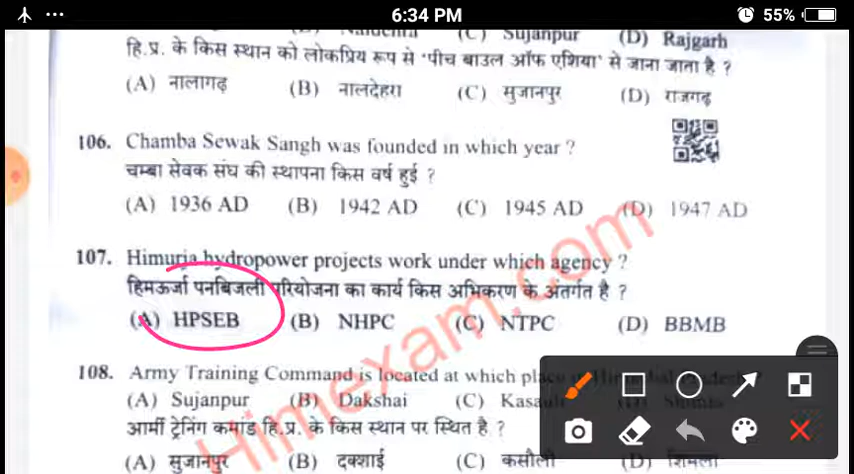 6:34 PM
55%
(C) Sujanpur (D) Rajgarh
हि.प्र. के किस स्थान को लोकप्रिय रूप से 'पीच बाउल ऑफ एशिया' से जाना जाता है ?
(A) नालागढ़ (B) नालदेहरा (C) सुजानपुर (D) राजगढ़
106. Chamba Sewak Sangh was founded in which year ?
चम्बा सेवक संघ की स्थापना किस वर्ष हुई ?
(A) 1936 AD (B) 1942 AD (C) 1945 AD (D) 1947 AD
107. Himurja hydropower projects work under which agency ?
हिमऊर्जा पनबिजली परियोजना का कार्य किस अभिकरण के अंतर्गत है ?
(A) HPSEB (B) NHPC (C) NTPC (D) BBMB
108. Army Training Command is located at which
(A) Sujanpur (B) Dakshai (C) Kasauli
आर्मी ट्रेनिंग कमांड हि.प्र. के किस स्थान पर स्थित है ?
(A) सुजानपुर (B) दक्शाई (C) कसौली (D) शिमला
Himexam.com